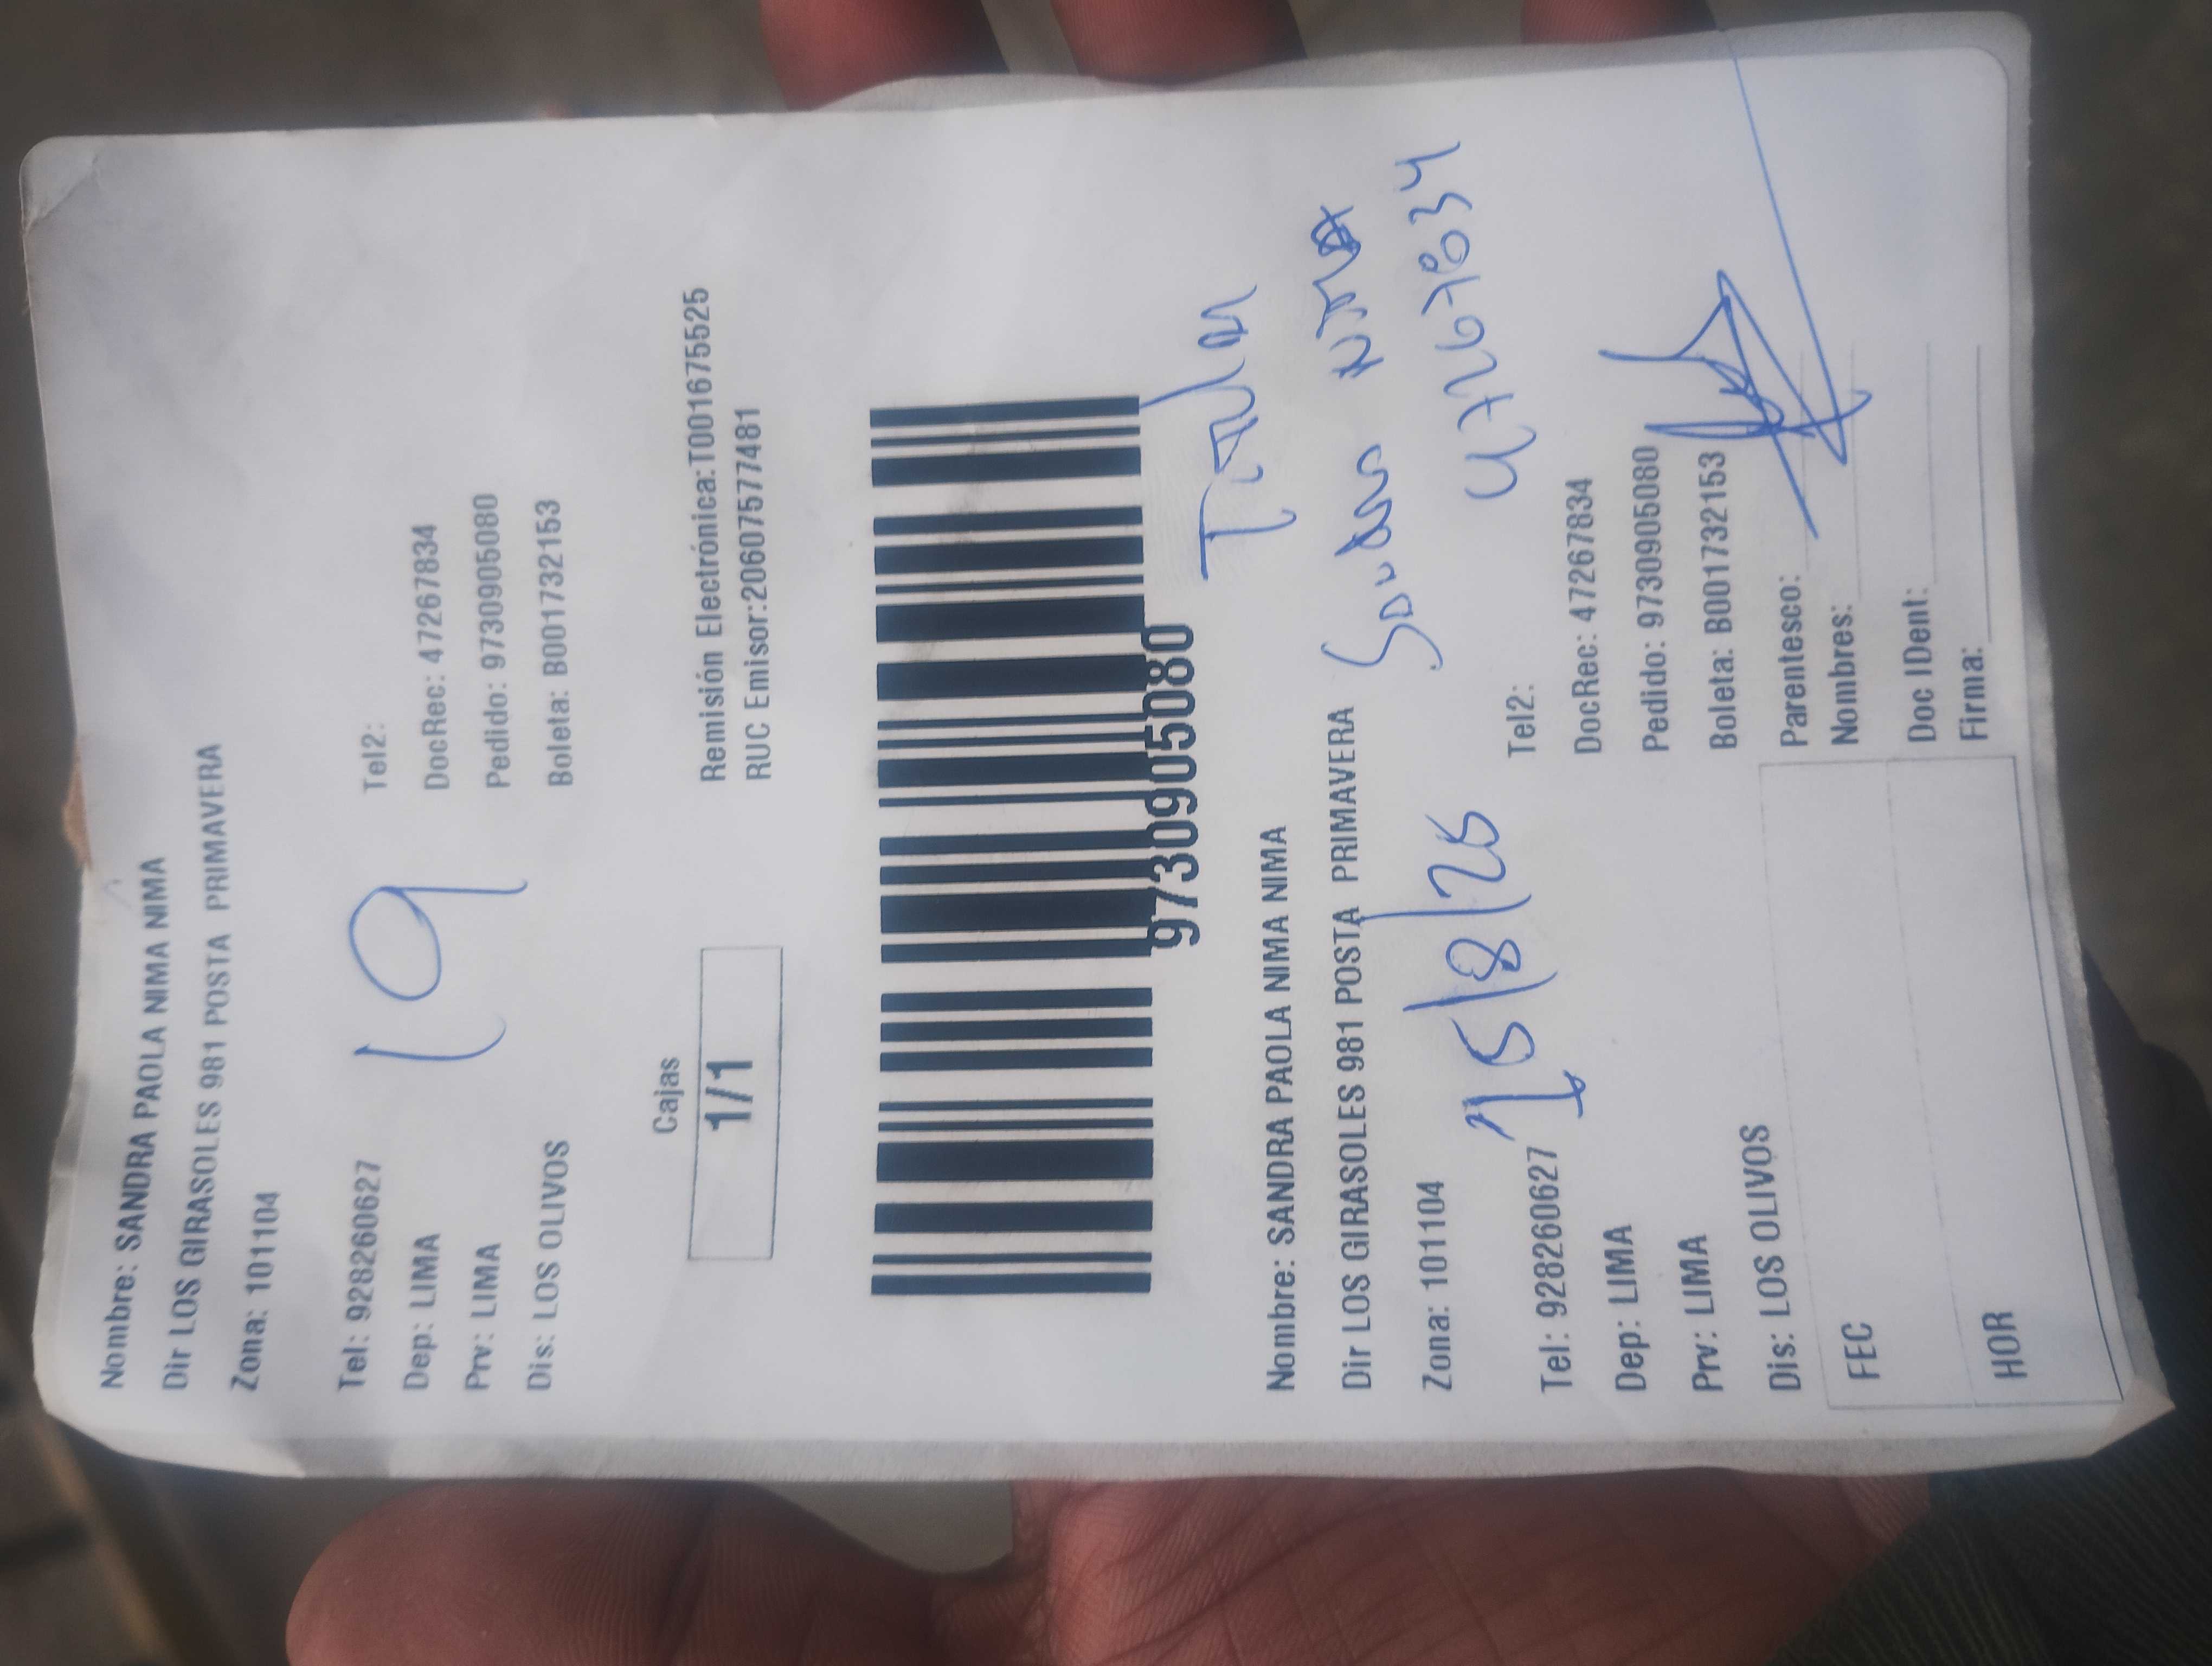 Nombre: SANDRA PAOLA NIMA NIMA
Dir LOS GIRASOLES 981 POSTA PRIMAVERA
Zona: 101104
Tel: 928260627 Tel2:
19
Dep: LIMA DocRec: 47267834
Prv: LIMA Pedido: 97309905080
Dis: LOS OLIVOS Boleta: B001732153
Cajas
1/1
Remisión Electrónica:T001675525
RUC Emisor:20607577481
97309905080
Nombre: SANDRA PAOLA NIMA NIMA
Dir LOS GIRASOLES 981 POSTA PRIMAVERA
NIMA
Zona: 101104
15/8/25
47267834
Tel: 928260627 Tel2:
Dep: LIMA DocRec: 47267834
Prv: LIMA Pedido: 97309905080
Dis: LOS OLIVOS Boleta: B001732153
FEC
HOR
Parentesco:
Nombres:
Doc IDent:
Firma: